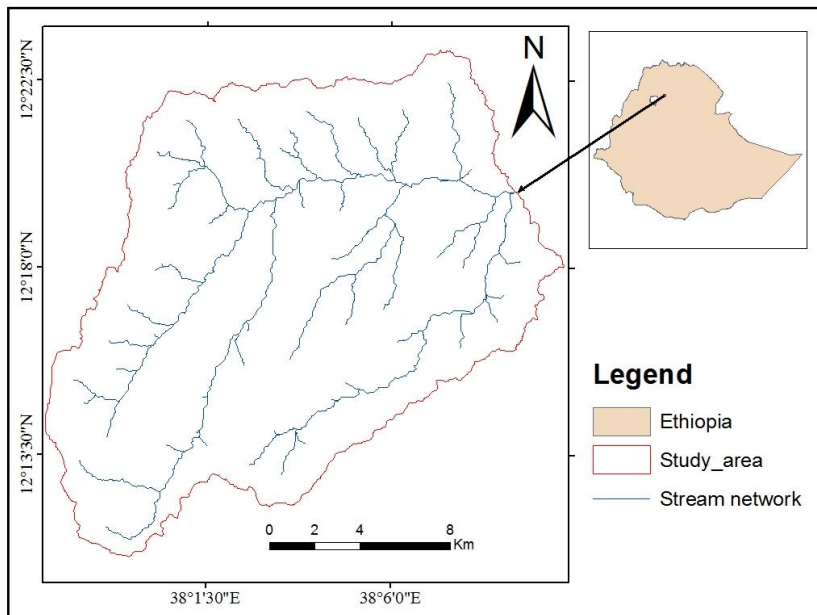 N
12°22'30"N
12°18'0"N
12°13'30"N
38°1'30"E
38°6'0"E
0 2 4 8
Km
Legend
Ethiopia
Study_area
Stream network